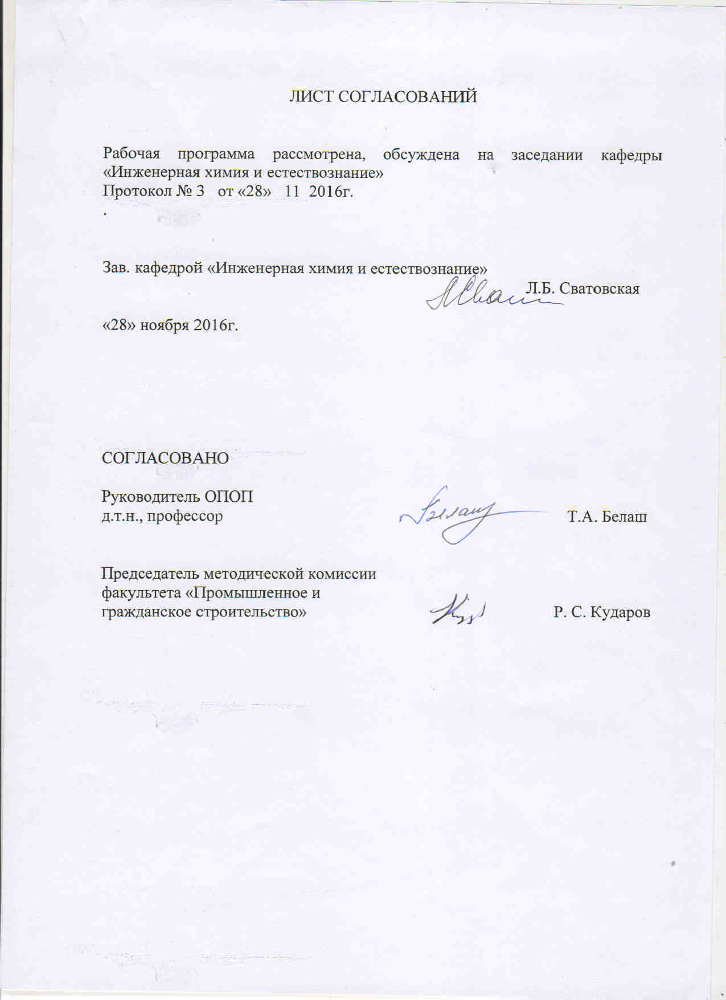 ЛИСТ СОГЛАСОВАНИЙ
Рабочая программа рассмотрена, обсуждена на заседании кафедры
«Инженерная химия и естествознание»
Протокол № 3 от «28» 11 2016г.
.
Зав. кафедрой «Инженерная химия и естествознание»
Л.Б. Сватовская
«28» ноября 2016г.
СОГЛАСОВАНО
Руководитель ОПОП
д.т.н., профессор Т.А. Белаш
Председатель методической комиссии
факультета «Промышленное и
гражданское строительство» Р. С. Кударов